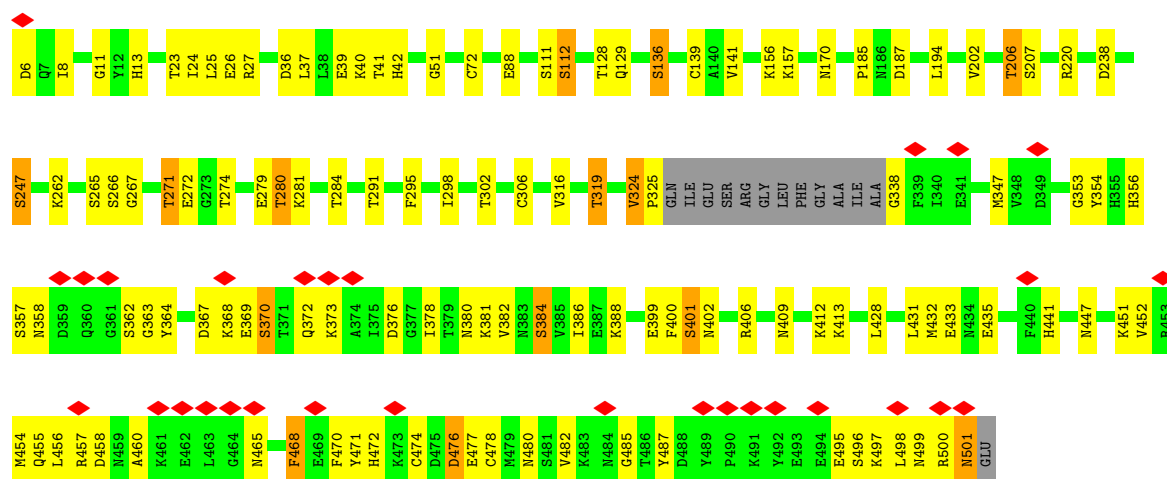 D6 Q7 I8 G11 Y12 H13 T23 I24 L25 E26 R27 D36 L37 L38 E39 K40 T41 H42 G51 C72 E88 S111 S112 T128 Q129 S136 C139 A140 V141 K156 K157 N170 P185 N186 D187 L194 V202 T206 S207 R220 D238
S247 K262 S265 S266 G267 T271 E272 G273 T274 E279 T280 K281 T284 T291 F295 I298 T302 C306 V316 T319 V324 P325 GLN ILE GLU SER ARG GLY LEU PHE GLY ALA ILE ALA G338 F339 I340 E341 M347 V348 D349 G353 Y354 H355 H356
S357 N358 D359 Q360 G361 S362 G363 Y364 D367 K368 E369 S370 T371 Q372 K373 A374 I375 D376 G377 I378 T379 N380 K381 V382 N383 S384 V385 I386 E387 K388 E399 F400 S401 N402 R406 N409 K412 K413 L428 L431 M432 E433 N434 E435 F440 H441 N447 K451 V452 R453
M454 Q455 L456 R457 D458 N459 A460 K461 E462 L463 G464 N465 F468 E469 F470 Y471 H472 K473 C474 D475 D476 E477 C478 M479 N480 S481 V482 K483 N484 G485 T486 Y487 D488 Y489 P490 K491 Y492 E493 E494 E495 S496 K497 L498 N499 R500 N501 GLU